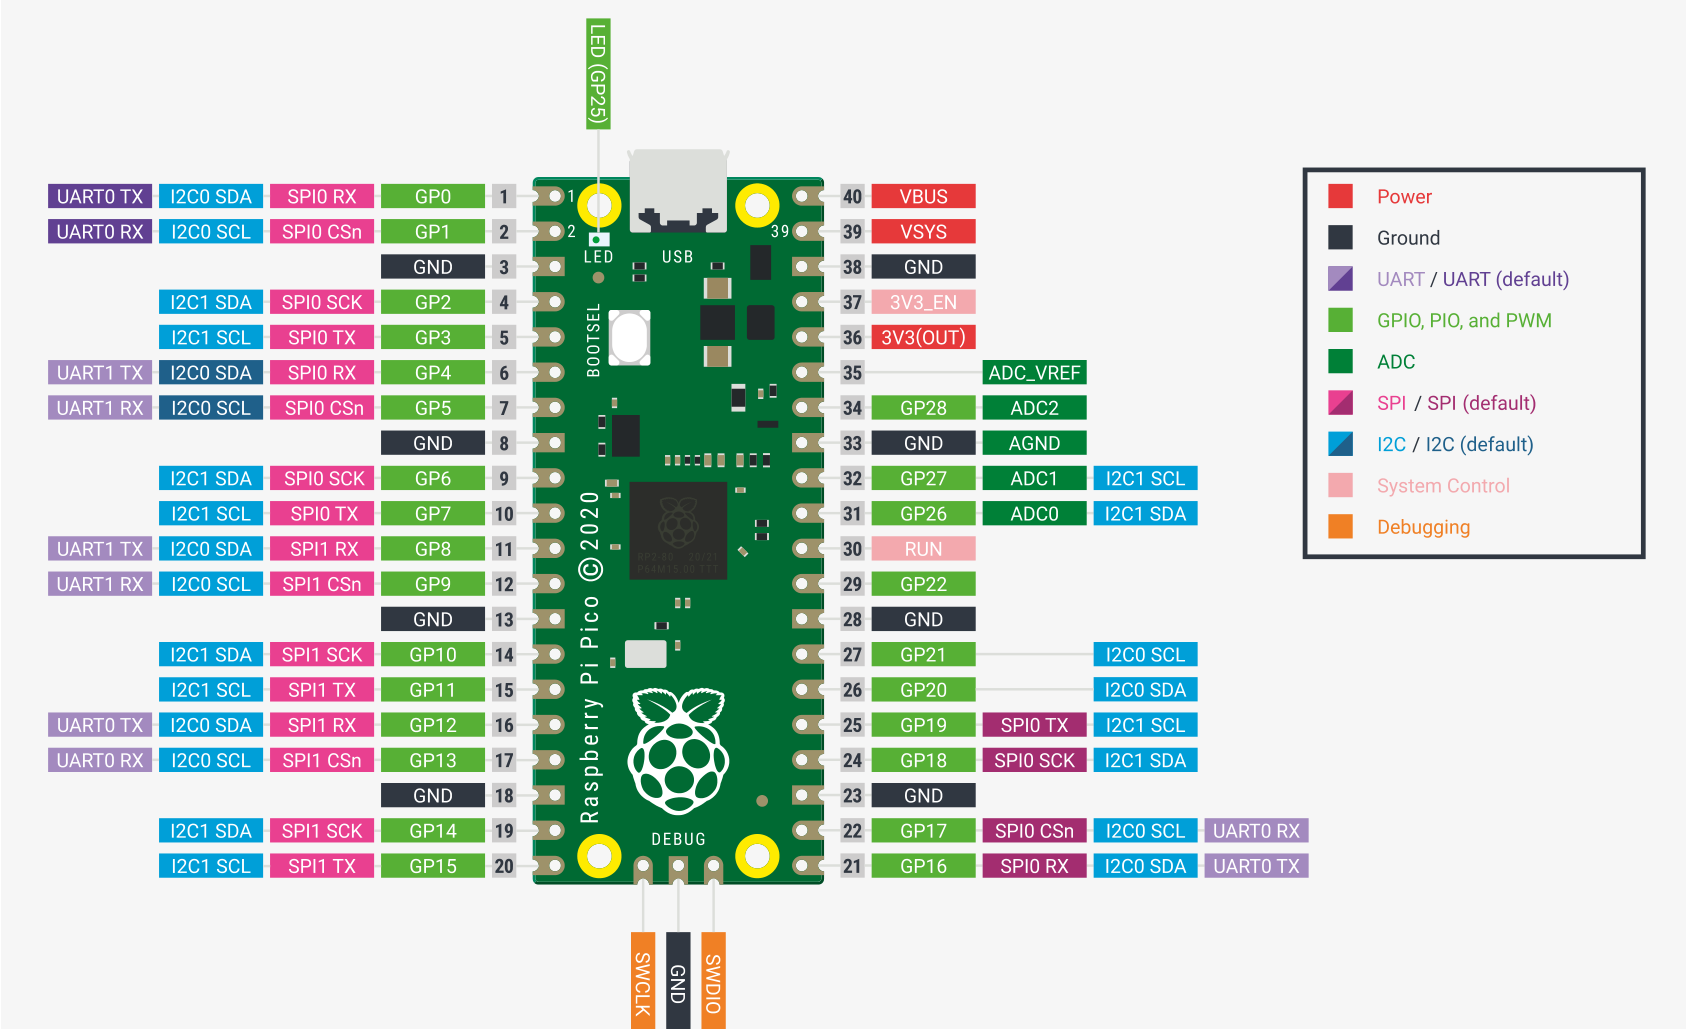 LED (GP25)
UART0 TX I2C0 SDA SPI0 RX GP0 1 1 40 VBUS
UART0 RX I2C0 SCL SPI0 CSn GP1 2 2 39 39 VSYS
LED USB
GND 3 38 GND
I2C1 SDA SPI0 SCK GP2 4 37 3V3_EN
I2C1 SCL SPI0 TX GP3 5 36 3V3(OUT)
BOOTSEL
UART1 TX I2C0 SDA SPI0 RX GP4 6 35 ADC_VREF
UART1 RX I2C0 SCL SPI0 CSn GP5 7 34 GP28 ADC2
GND 8 33 GND AGND
I2C1 SDA SPI0 SCK GP6 9 32 GP27 ADC1 I2C1 SCL
I2C1 SCL SPI0 TX GP7 10 31 GP26 ADC0 I2C1 SDA
UART1 TX I2C0 SDA SPI1 RX GP8 11 30 RUN
UART1 RX I2C0 SCL SPI1 CSn GP9 12 29 GP22
GND 13 28 GND
I2C1 SDA SPI1 SCK GP10 14 27 GP21 I2C0 SCL
I2C1 SCL SPI1 TX GP11 15 26 GP20 I2C0 SDA
UART0 TX I2C0 SDA SPI1 RX GP12 16 25 GP19 SPI0 TX I2C1 SCL
UART0 RX I2C0 SCL SPI1 CSn GP13 17 24 GP18 SPI0 SCK I2C1 SDA
GND 18 23 GND
Raspberry Pi Pico ©2020
I2C1 SDA SPI1 SCK GP14 19 22 GP17 SPI0 CSn I2C0 SCL UART0 RX
DEBUG
I2C1 SCL SPI1 TX GP15 20 21 GP16 SPI0 RX I2C0 SDA UART0 TX
SWCLK
GND
SWDIO
Power
Ground
UART / UART (default)
GPIO, PIO, and PWM
ADC
SPI / SPI (default)
I2C / I2C (default)
System Control
Debugging